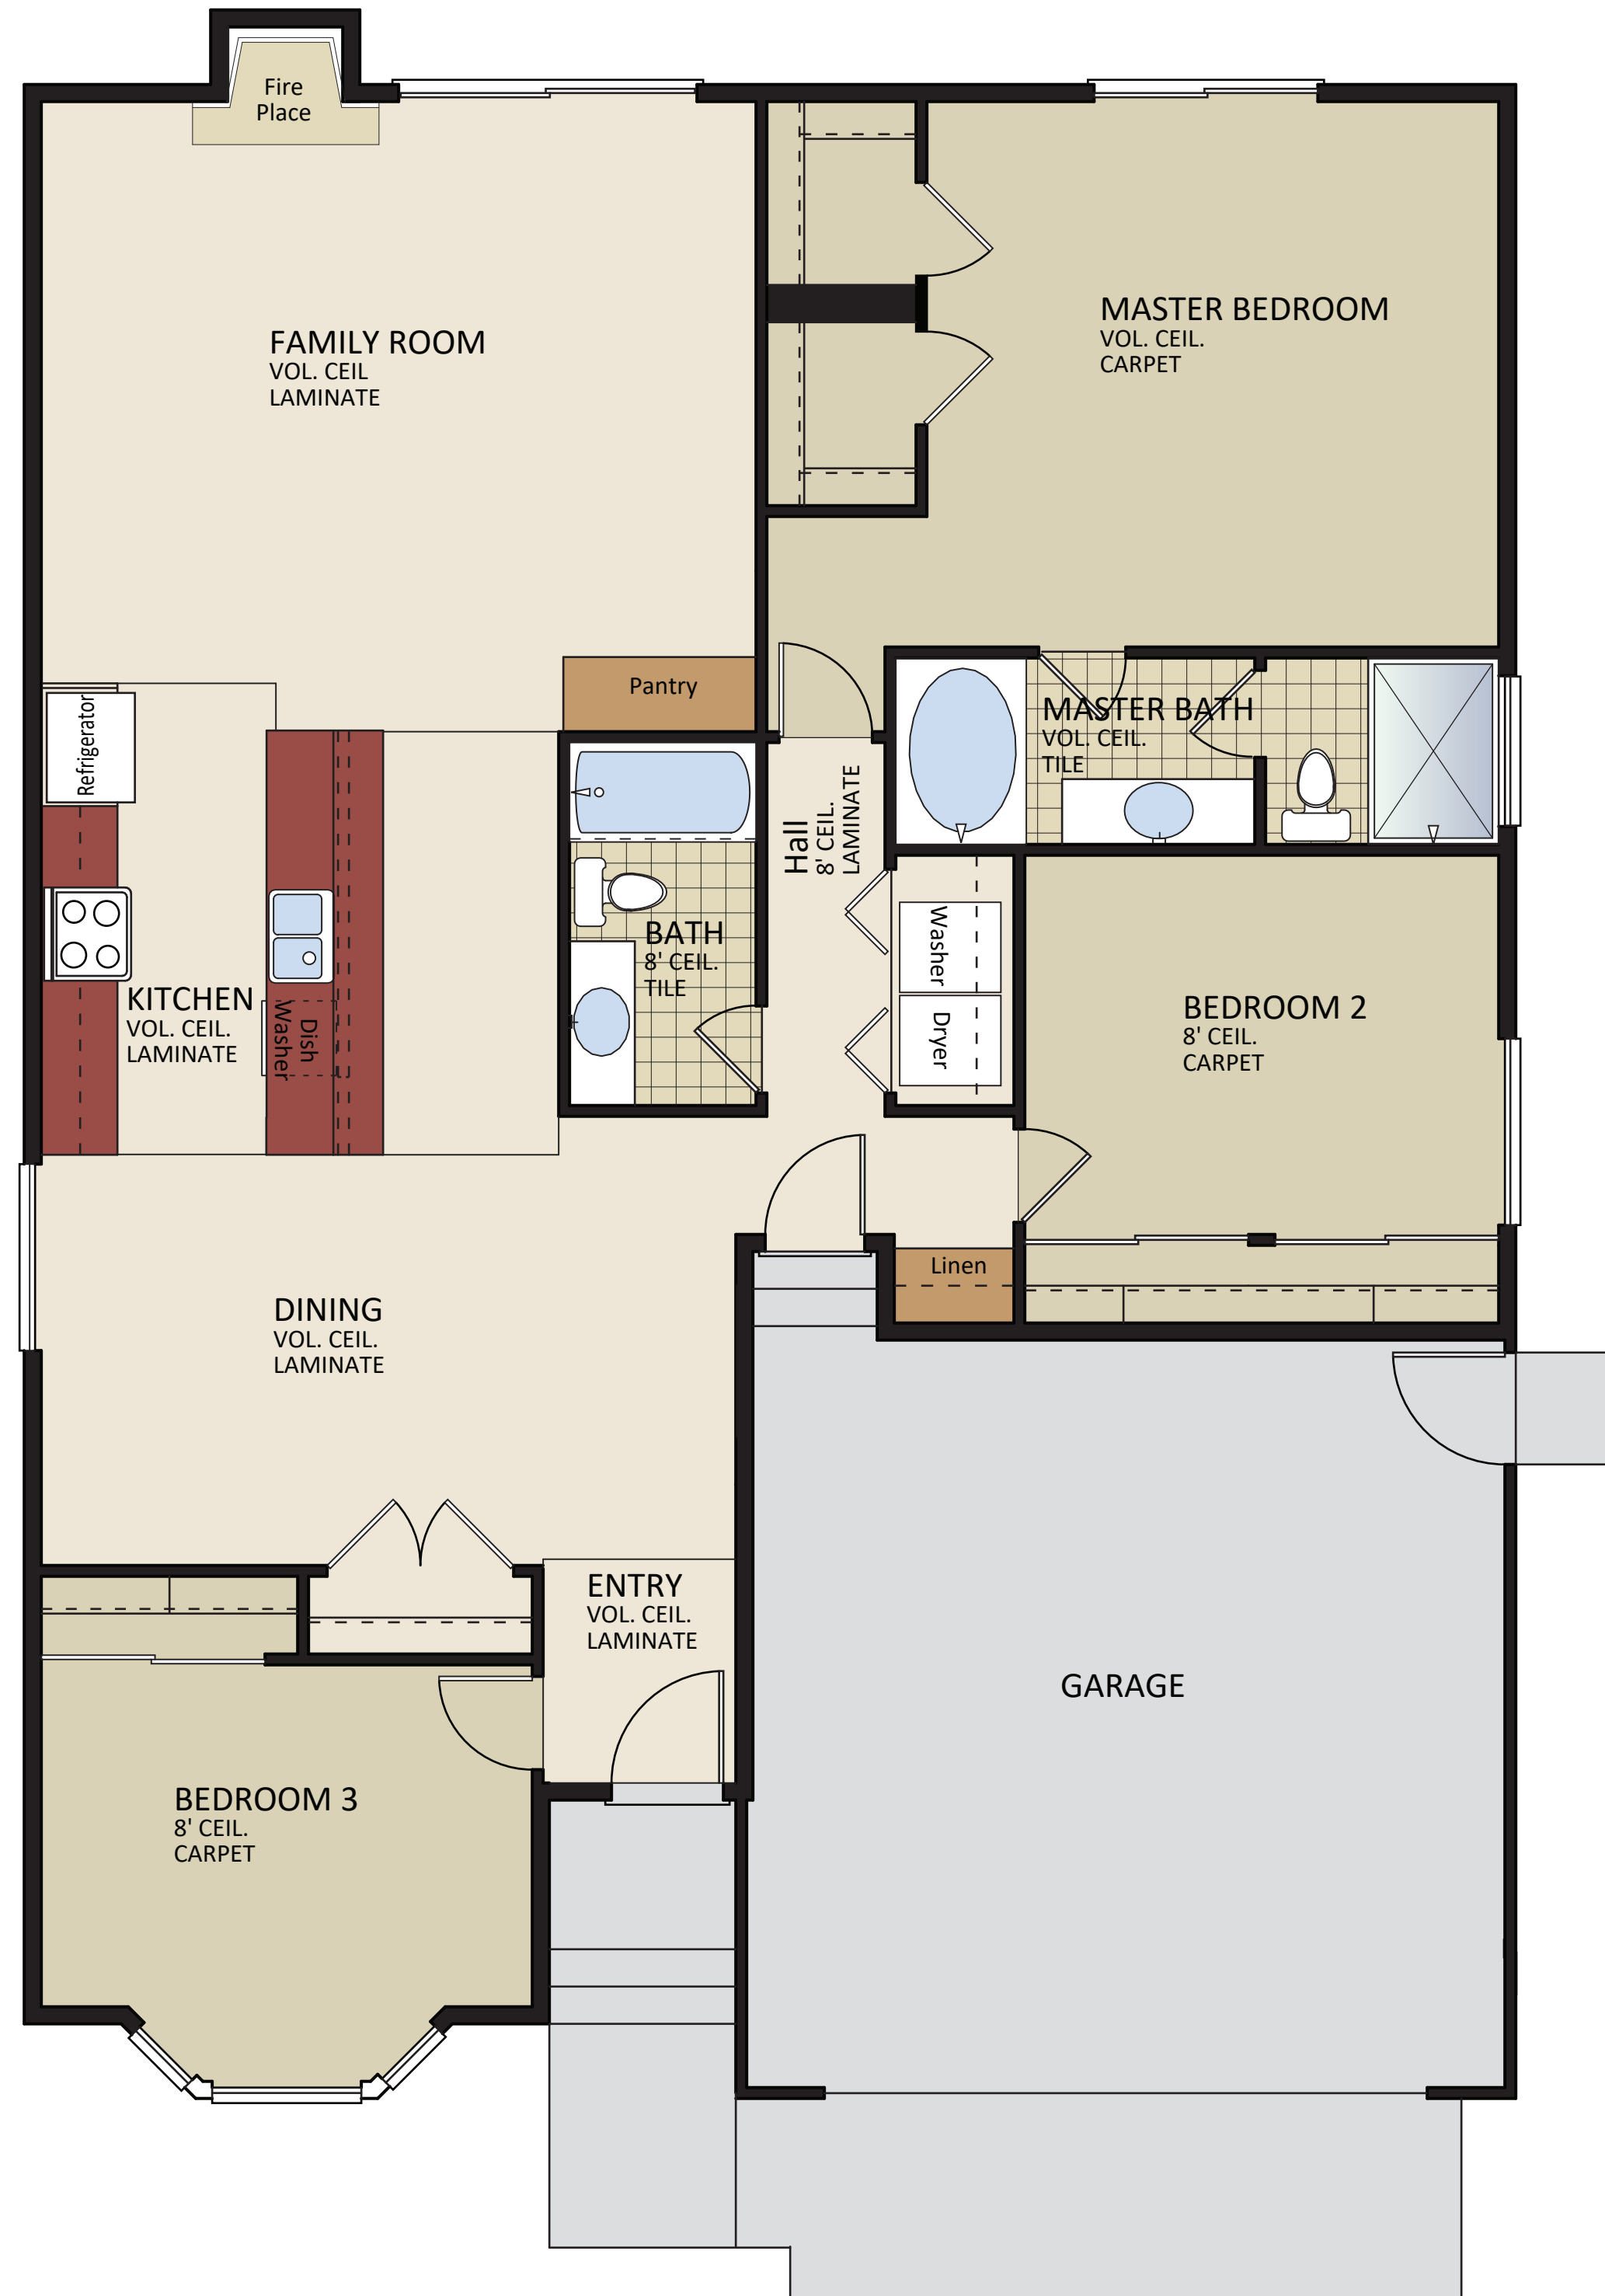 Fire
Place
FAMILY ROOM
VOL. CEIL
LAMINATE
MASTER BEDROOM
VOL. CEIL.
CARPET
Pantry
Refrigerator
MASTER BATH
VOL. CEIL.
TILE
Hall
8' CEIL.
LAMINATE
BATH
8' CEIL.
TILE
Washer
Dryer
KITCHEN
VOL. CEIL.
LAMINATE
Dish
Washer
BEDROOM 2
8' CEIL.
CARPET
Linen
DINING
VOL. CEIL.
LAMINATE
ENTRY
VOL. CEIL.
LAMINATE
GARAGE
BEDROOM 3
8' CEIL.
CARPET